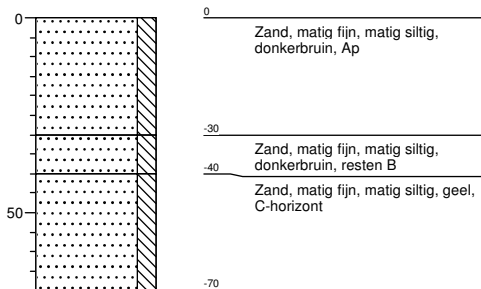 0
0
Zand, matig fijn, matig siltig,
donkerbruin, Ap
-30
Zand, matig fijn, matig siltig,
donkerbruin, resten B
-40
Zand, matig fijn, matig siltig, geel,
C-horizont
50
-70